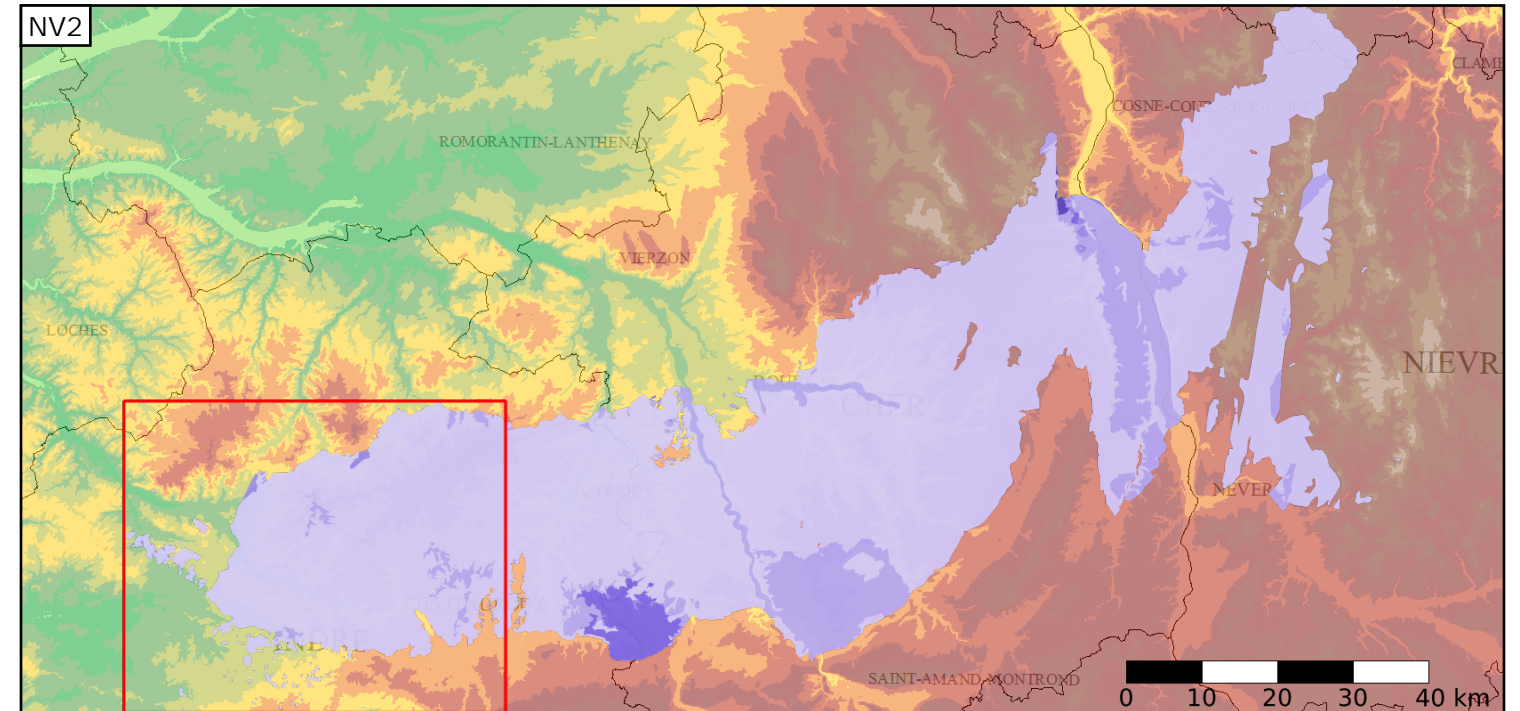 NV2
CLAME
COSNE-COURS-SUR-LOIRE
ROMORANTIN-LANTHENAY
VIERZON
LOCHES
NIEVR
CHER
ISSOUDUN
NEVER
INDRE
SAINT-AMAND-MONTROND
0 10 20 30 40 km